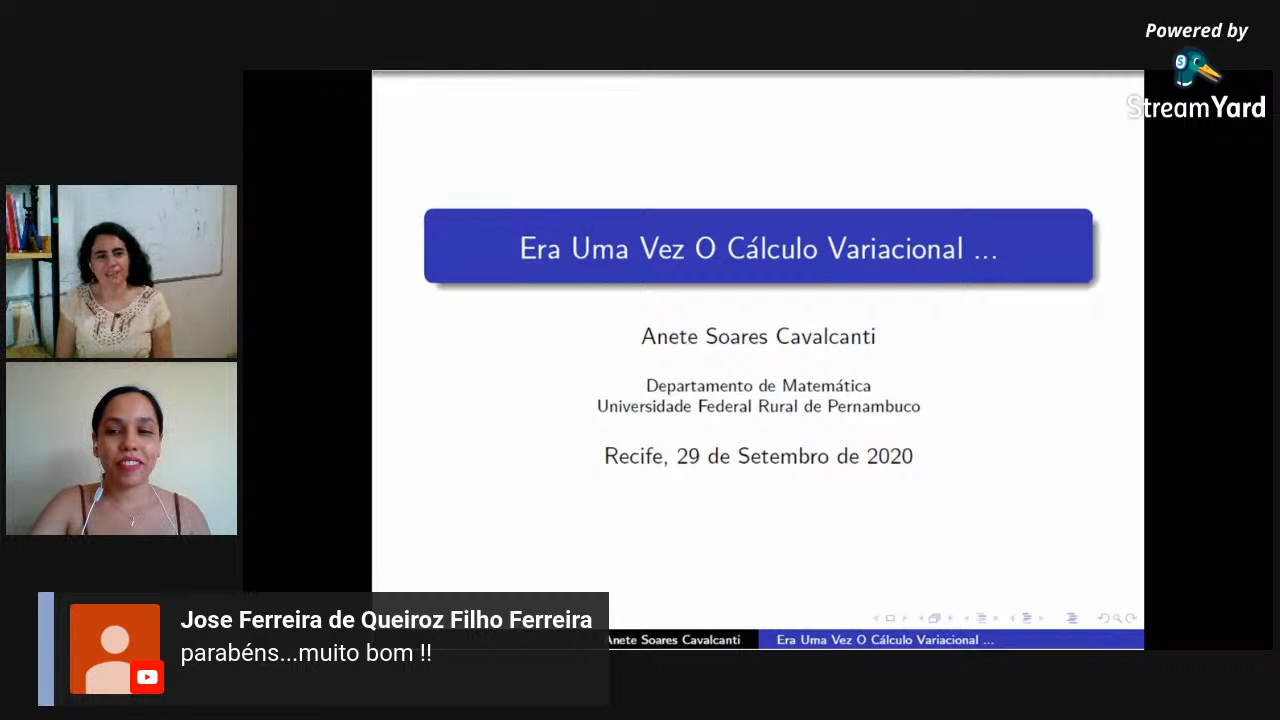 Powered by
StreamYard
Era Uma Vez O Cálculo Variacional ...
Anete Soares Cavalcanti
Departamento de Matemática
Universidade Federal Rural de Pernambuco
Recife, 29 de Setembro de 2020
Jose Ferreira de Queiroz Filho Ferreira
parabéns...muito bom !!
Anete Soares Cavalcanti
Era Uma Vez O Cálculo Variacional ...